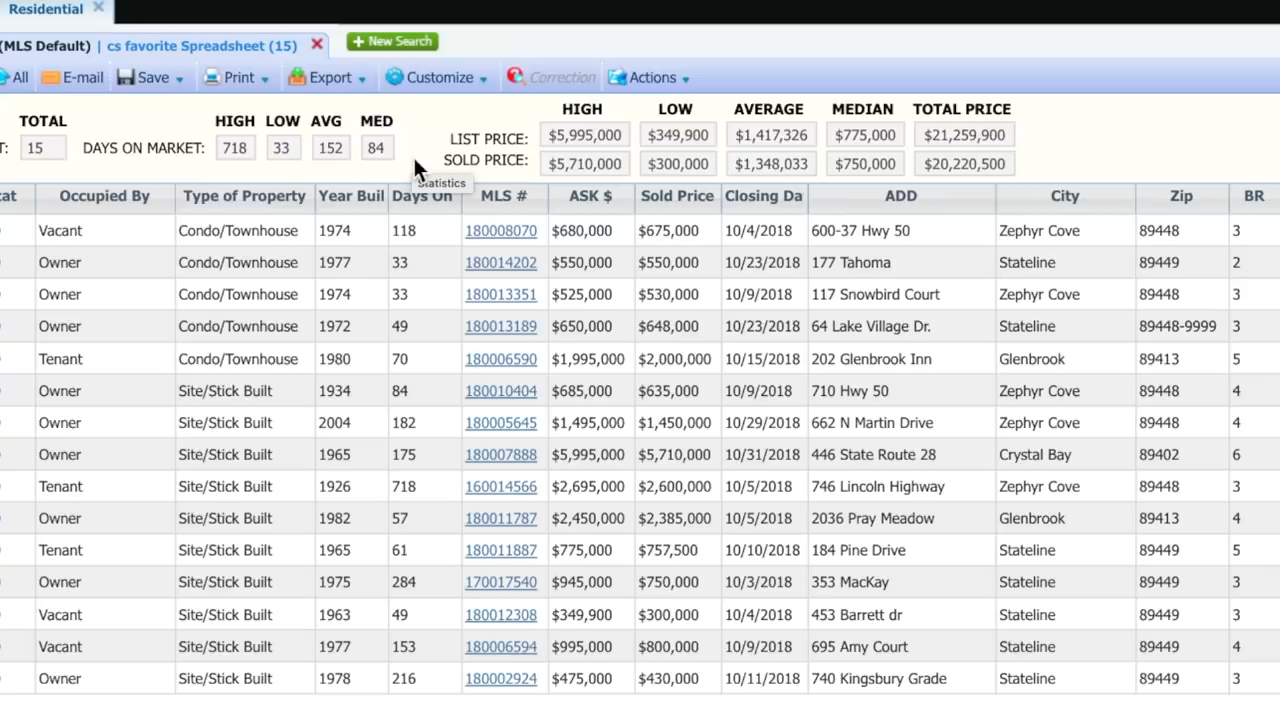 Residential
(MLS Default) | cs favorite Spreadsheet (15) + New Search
All E-mail Save Print Export Customize Correction Actions
TOTAL HIGH LOW AVG MED HIGH LOW AVERAGE MEDIAN TOTAL PRICE
T: 15 DAYS ON MARKET: 718 33 152 84 LIST PRICE: $5,995,000 $349,900 $1,417,326 $775,000 $21,259,900
SOLD PRICE: $5,710,000 $300,000 $1,348,033 $750,000 $20,220,500
Statistics
cat Occupied By Type of Property Year Buil Days On MLS # ASK $ Sold Price Closing Da ADD City Zip BR
Vacant Condo/Townhouse 1974 118 180008070 $680,000 $675,000 10/4/2018 600-37 Hwy 50 Zephyr Cove 89448 3
Owner Condo/Townhouse 1977 33 180014202 $550,000 $550,000 10/23/2018 177 Tahoma Stateline 89449 2
Owner Condo/Townhouse 1974 33 180013351 $525,000 $530,000 10/9/2018 117 Snowbird Court Zephyr Cove 89448 3
Owner Condo/Townhouse 1972 49 180013189 $650,000 $648,000 10/23/2018 64 Lake Village Dr. Stateline 89448-9999 3
Tenant Condo/Townhouse 1980 70 180006590 $1,995,000 $2,000,000 10/15/2018 202 Glenbrook Inn Glenbrook 89413 5
Owner Site/Stick Built 1934 84 180010404 $685,000 $635,000 10/9/2018 710 Hwy 50 Zephyr Cove 89448 4
Owner Site/Stick Built 2004 182 180005645 $1,495,000 $1,450,000 10/29/2018 662 N Martin Drive Zephyr Cove 89448 4
Owner Site/Stick Built 1965 175 180007888 $5,995,000 $5,710,000 10/31/2018 446 State Route 28 Crystal Bay 89402 6
Tenant Site/Stick Built 1926 718 160014566 $2,695,000 $2,600,000 10/5/2018 746 Lincoln Highway Zephyr Cove 89448 3
Owner Site/Stick Built 1982 57 180011787 $2,450,000 $2,385,000 10/5/2018 2036 Pray Meadow Glenbrook 89413 4
Tenant Site/Stick Built 1965 61 180011887 $775,000 $757,500 10/10/2018 184 Pine Drive Stateline 89449 5
Owner Site/Stick Built 1975 284 170017540 $945,000 $750,000 10/3/2018 353 MacKay Stateline 89449 3
Vacant Site/Stick Built 1963 49 180012308 $349,900 $300,000 10/4/2018 453 Barrett dr Stateline 89449 3
Vacant Site/Stick Built 1977 153 180006594 $995,000 $800,000 10/9/2018 695 Amy Court Stateline 89449 4
Owner Site/Stick Built 1978 216 180002924 $475,000 $430,000 10/11/2018 740 Kingsbury Grade Stateline 89449 3